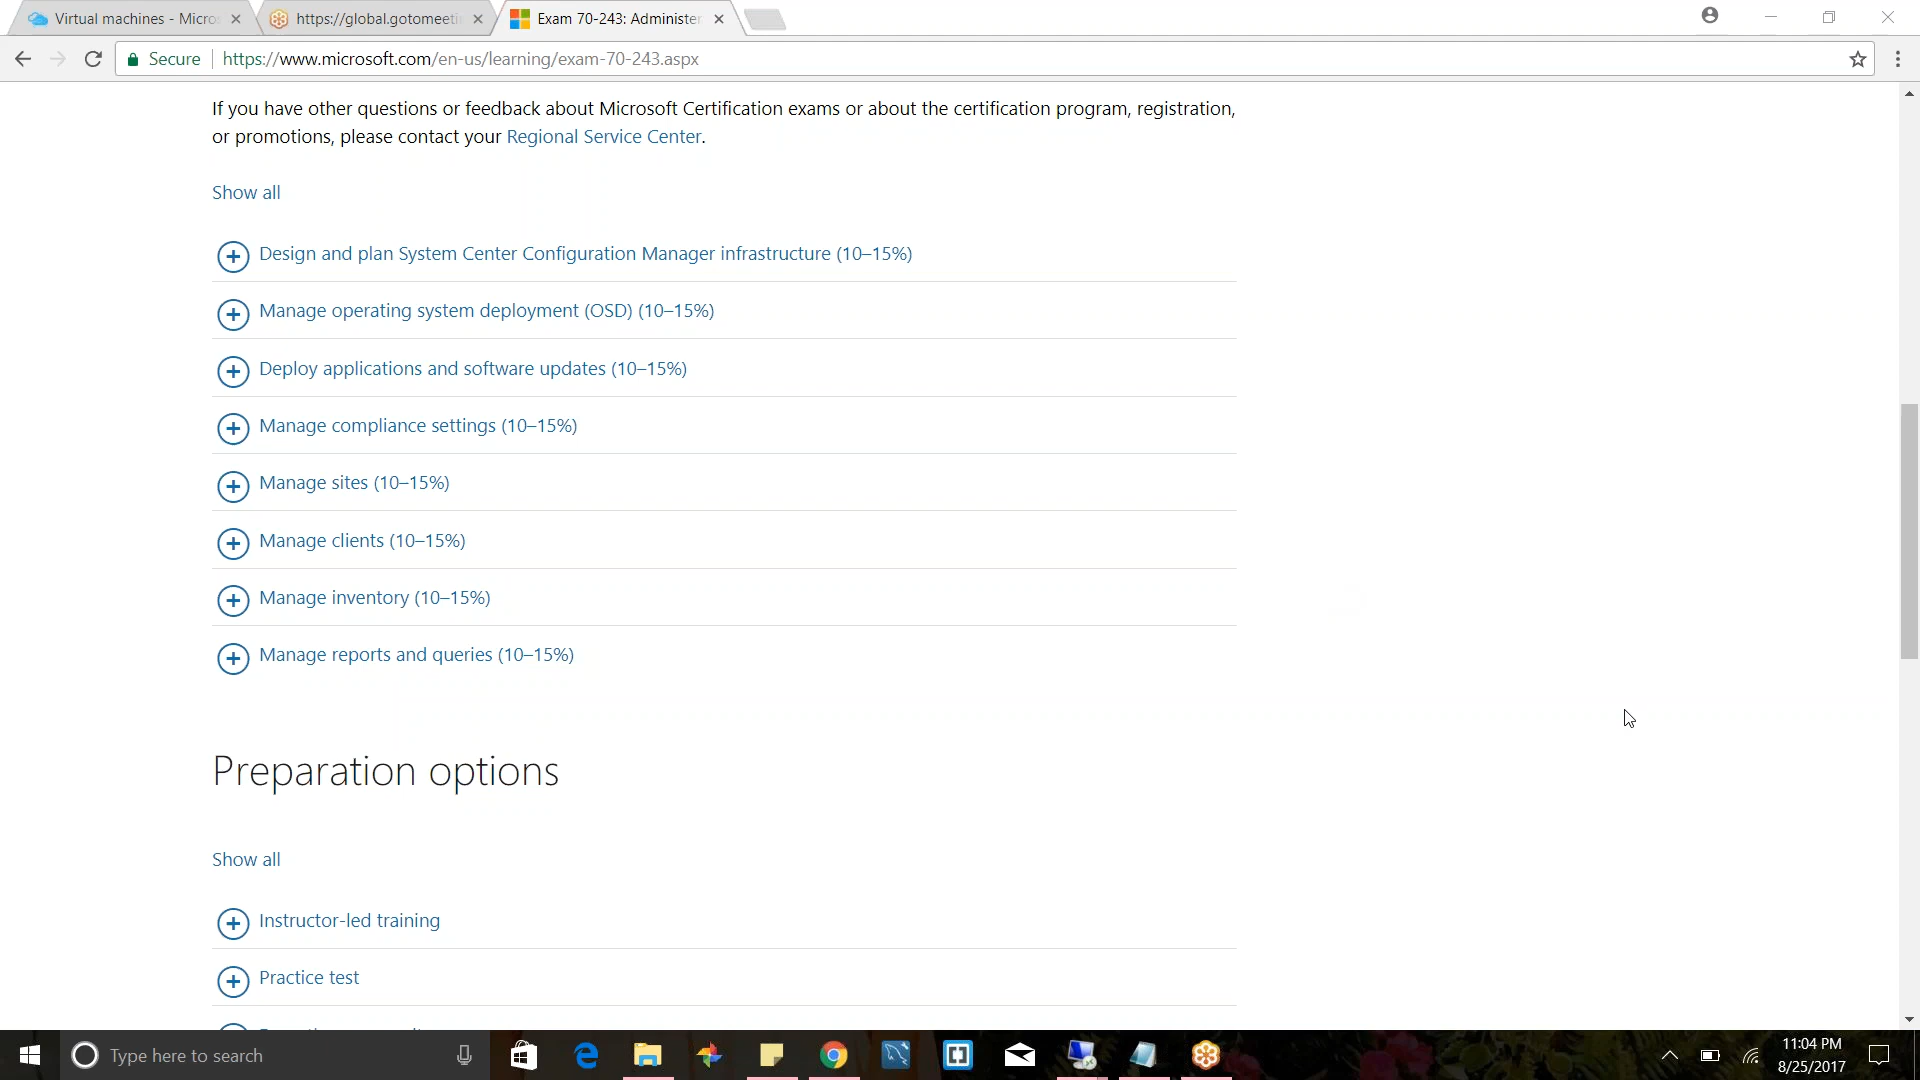 Virtual machines - Micros
https://global.gotomeeti
Exam 70-243: Administer
Secure
https://www.microsoft.com/en-us/learning/exam-70-243.aspx
If you have other questions or feedback about Microsoft Certification exams or about the certification program, registration,
or promotions, please contact your Regional Service Center.
Show all
Design and plan System Center Configuration Manager infrastructure (10–15%)
Manage operating system deployment (OSD) (10–15%)
Deploy applications and software updates (10–15%)
Manage compliance settings (10–15%)
Manage sites (10–15%)
Manage clients (10–15%)
Manage inventory (10–15%)
Manage reports and queries (10–15%)
Preparation options
Show all
Instructor-led training
Practice test
Type here to search
11:04 PM
8/25/2017